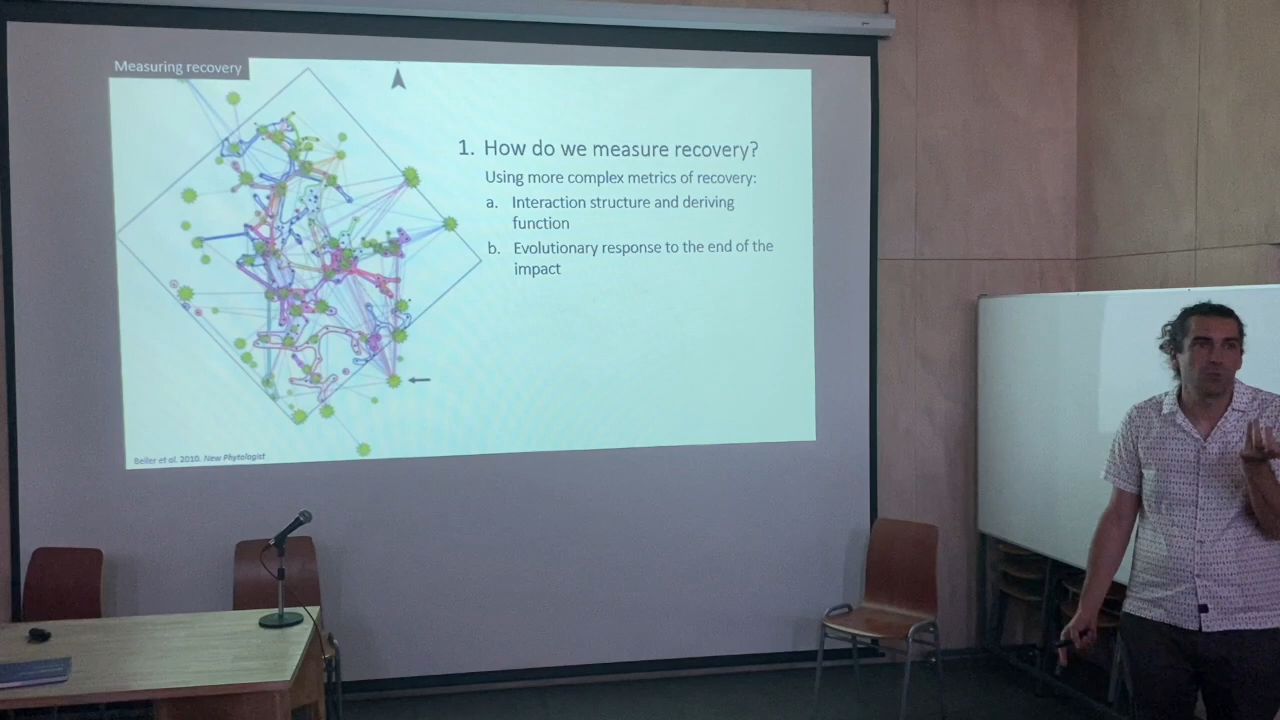 Measuring recovery
1. How do we measure recovery?
Using more complex metrics of recovery:
a. Interaction structure and deriving
function
b. Evolutionary response to the end of the
impact
Beiler et al. 2010. New Phytologist